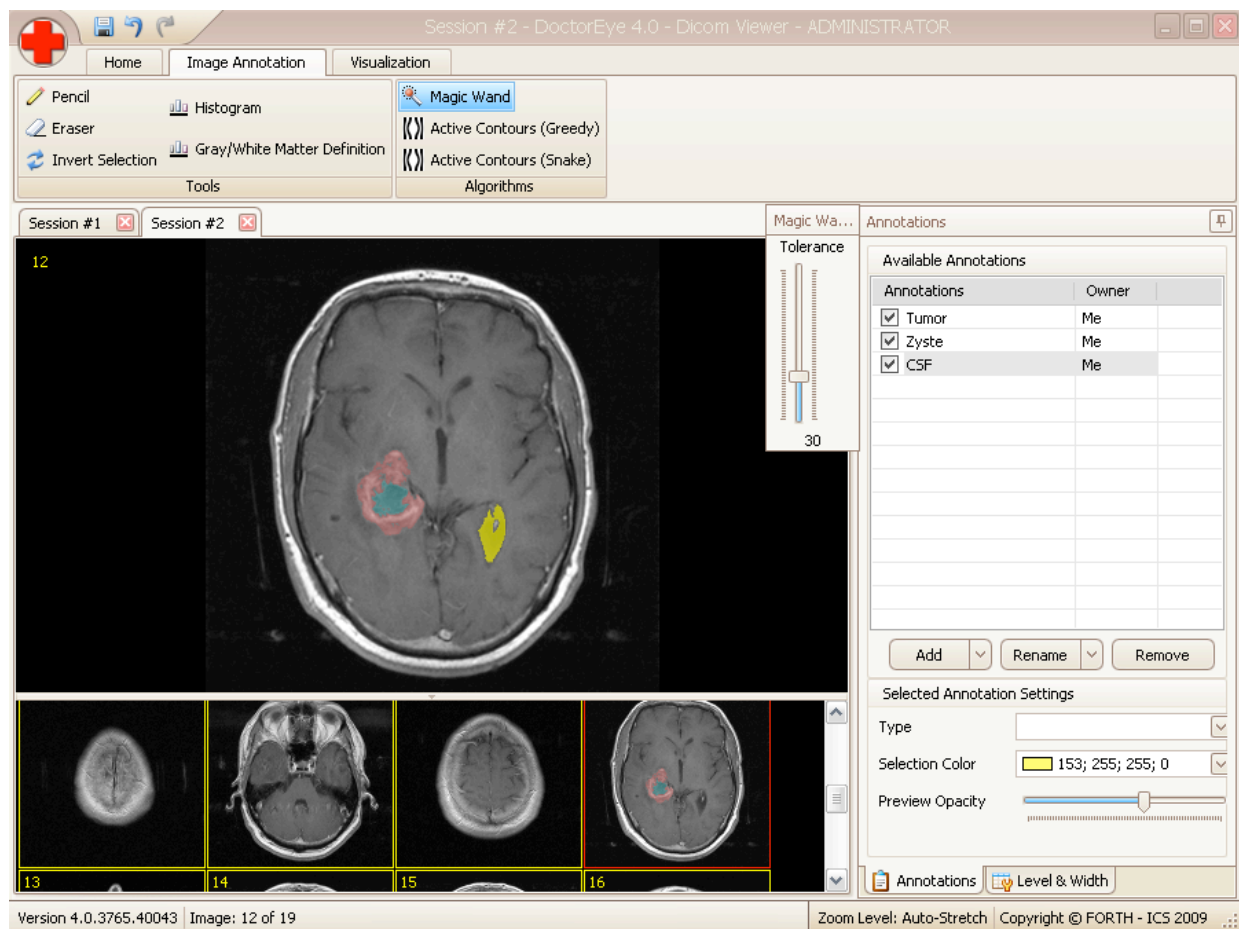 Session #2 - DoctorEye 4.0 - Dicom Viewer - ADMINISTRATOR
Home Image Annotation Visualization
Pencil
Eraser
Invert Selection
Histogram
Gray/White Matter Definition
Tools
Magic Wand
Active Contours (Greedy)
Active Contours (Snake)
Algorithms
Session #1 Session #2
12
Magic Wa...
Tolerance
30
Annotations
Available Annotations
Annotations Owner
Tumor Me
Zyste Me
CSF Me
Add Rename Remove
Selected Annotation Settings
Type
Selection Color 153; 255; 255; 0
Preview Opacity
13 14 15 16
Annotations Level & Width
Version 4.0.3765.40043 Image: 12 of 19 Zoom Level: Auto-Stretch Copyright © FORTH - ICS 2009